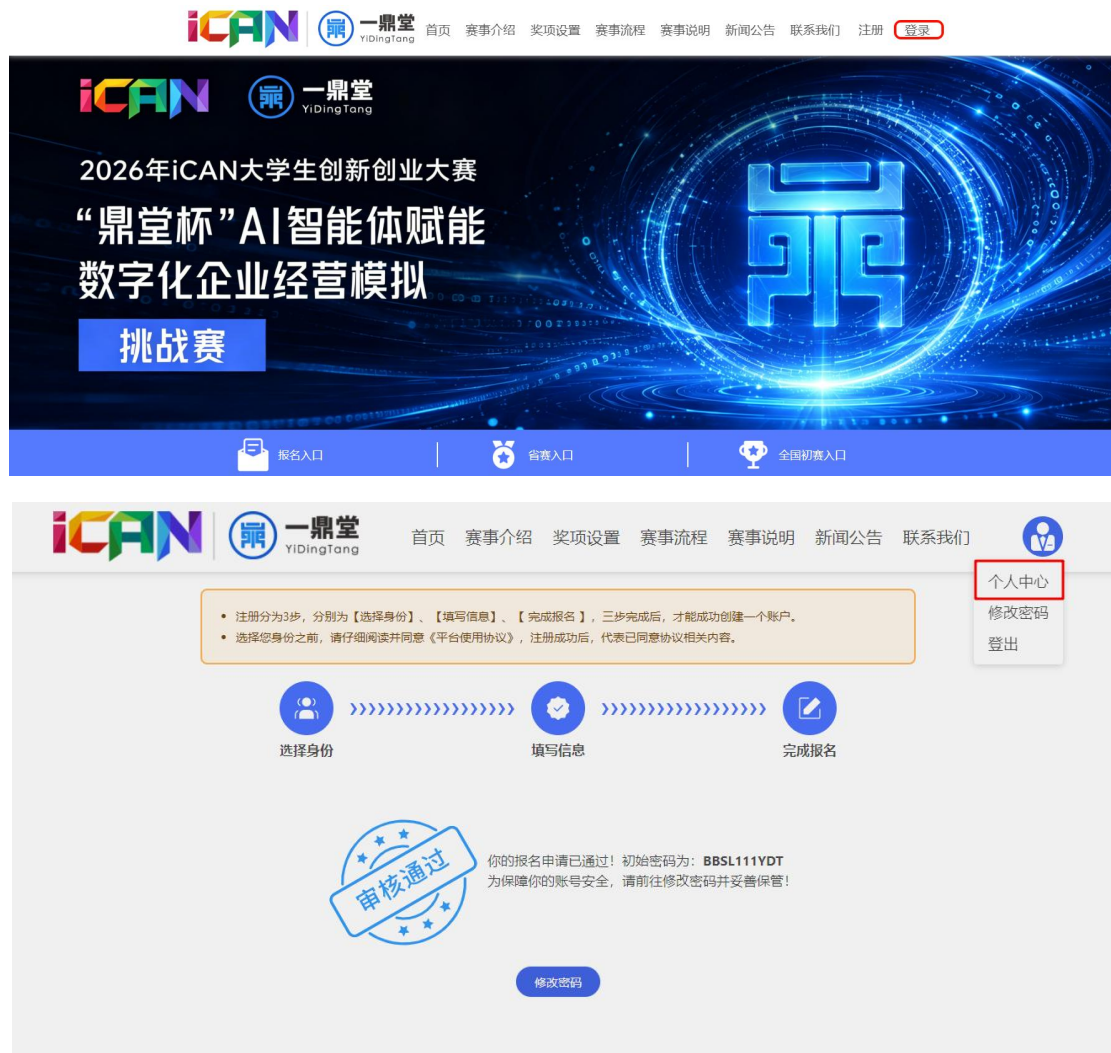 iCAN 一鼎堂 YiDingTang 首页 赛事介绍 奖项设置 赛事流程 赛事说明 新闻公告 联系我们 注册 登录
iCAN 一鼎堂
YiDingTang
2026年iCAN大学生创新创业大赛
“鼎堂杯”AI智能体赋能
数字化企业经营模拟
挑战赛
报名入口 省赛入口 全国初赛入口
iCAN 一鼎堂 YiDingTang 首页 赛事介绍 奖项设置 赛事流程 赛事说明 新闻公告 联系我们
个人中心
修改密码
登出
• 注册分为3步，分别为【选择身份】、【填写信息】、【 完成报名 】，三步完成后，才能成功创建一个账户。
• 选择您身份之前，请仔细阅读并同意《平台使用协议》，注册成功后，代表已同意协议相关内容。
选择身份 填写信息 完成报名
审核通过
你的报名申请已通过！初始密码为：BBSL111YDT
为保障你的账号安全，请前往修改密码并妥善保管！
修改密码